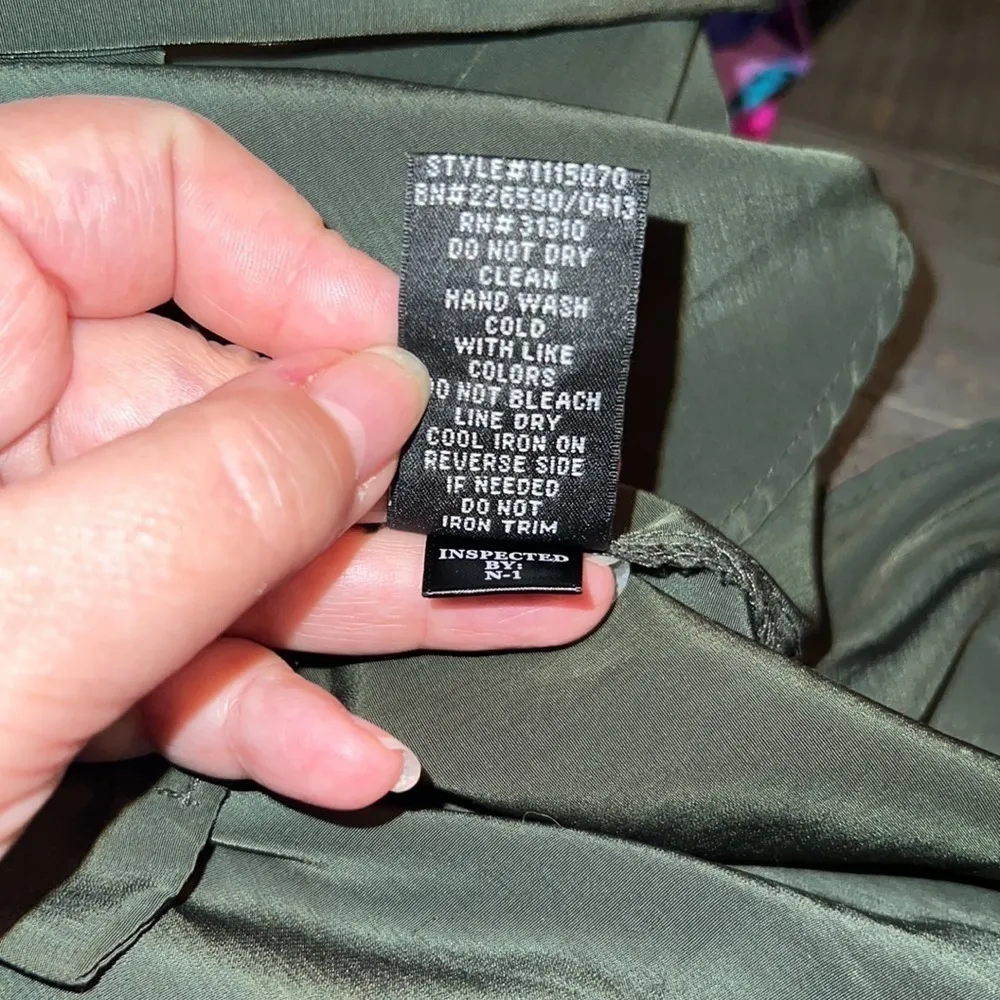 STYLE#1115070
BN#226590/0413
RN#31310
DO NOT DRY
CLEAN
HAND WASH
COLD
WITH LIKE
COLORS
DO NOT BLEACH
LINE DRY
COOL IRON ON
REVERSE SIDE
IF NEEDED
DO NOT
IRON TRIM
INSPECTED
BY:
N-1